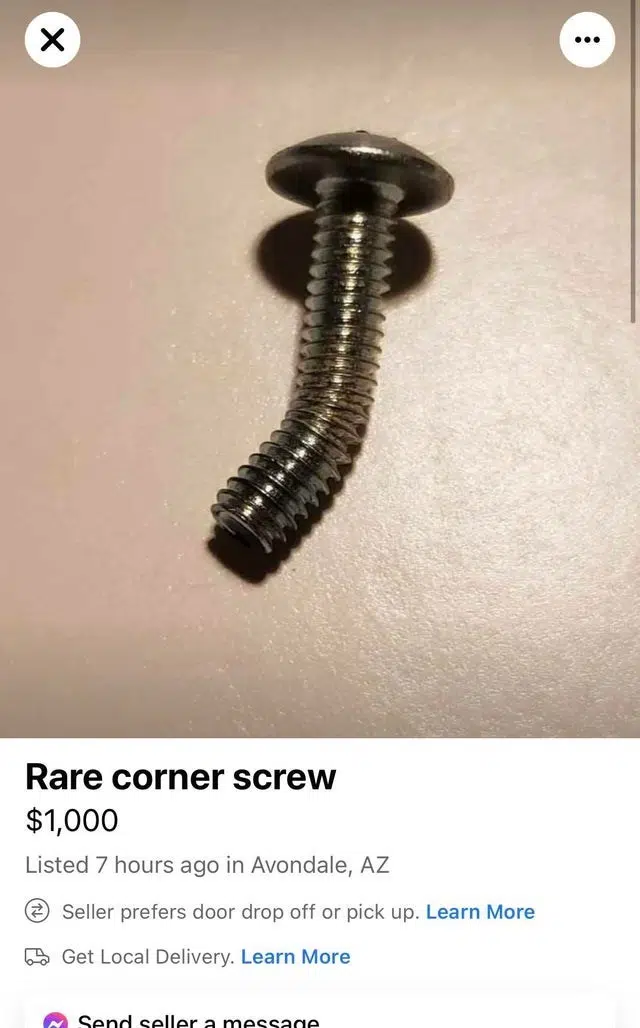 Rare corner screw
$1,000
Listed 7 hours ago in Avondale, AZ
Seller prefers door drop off or pick up. Learn More
Get Local Delivery. Learn More
Send seller a message